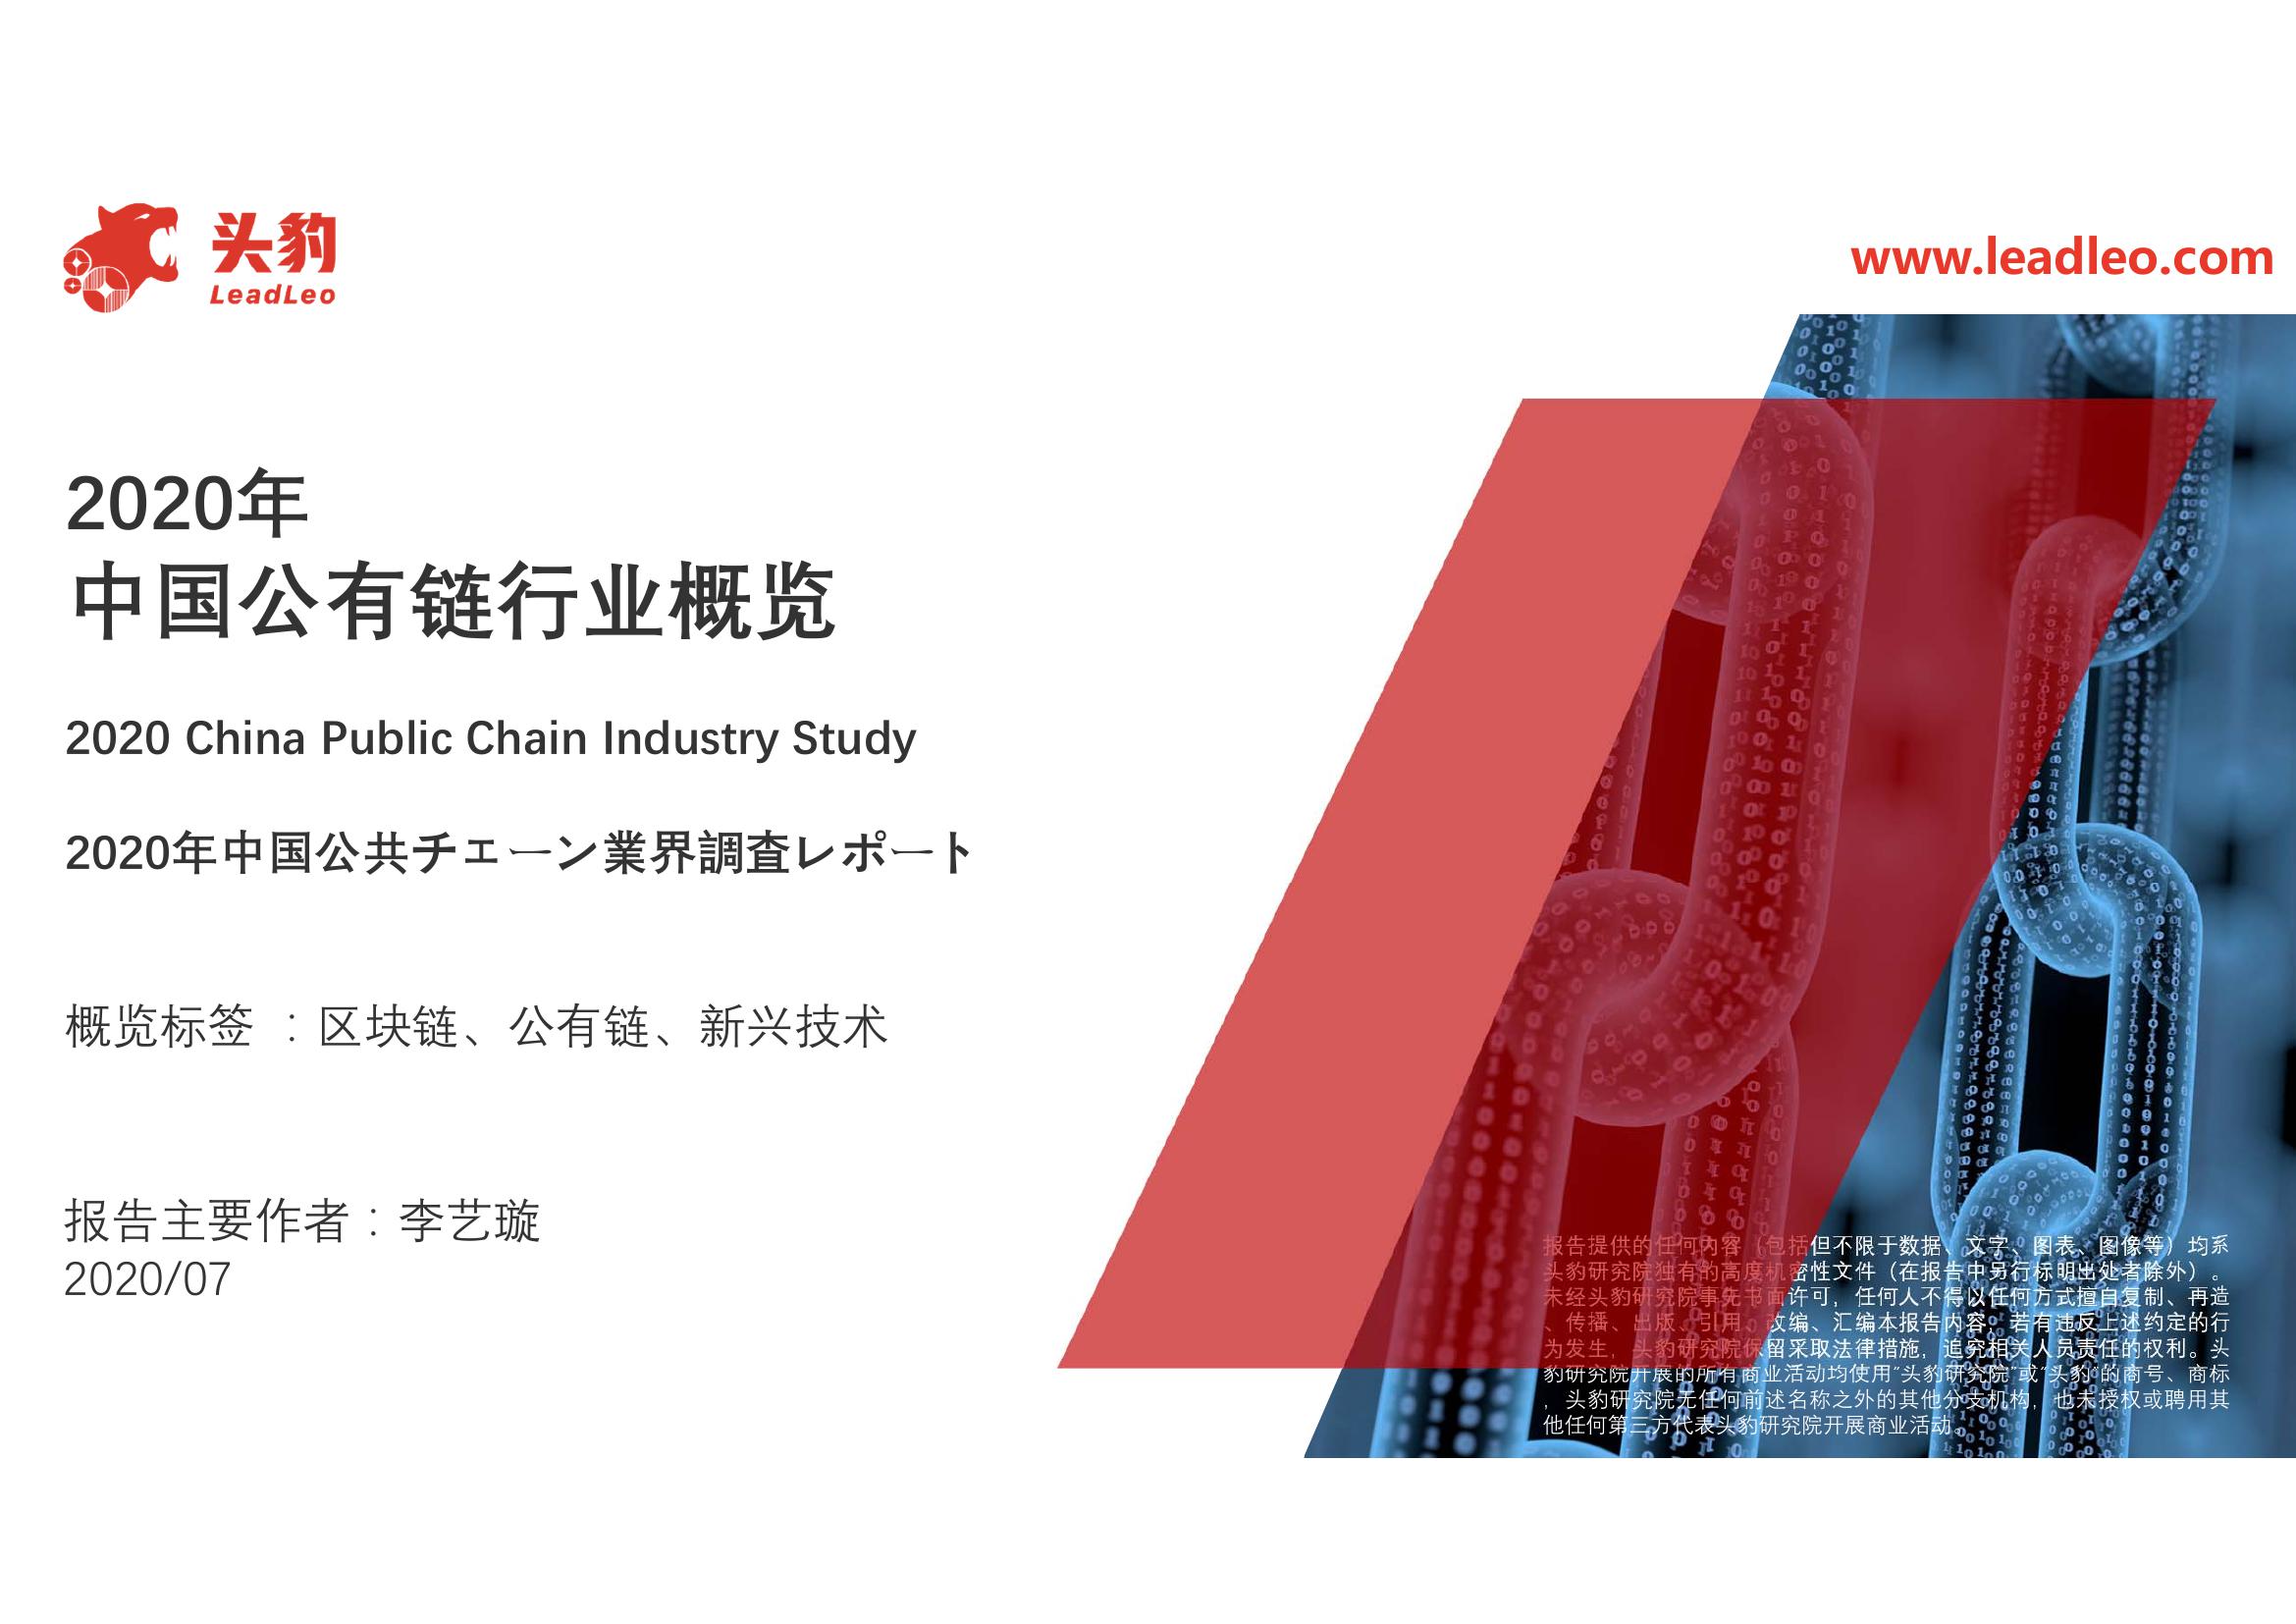 头豹
LeadLeo
www.leadleo.com
2020年
中国公有链行业概览
2020 China Public Chain Industry Study
2020年中国公共チェーン業界調査レポート
概览标签 ：区块链、公有链、新兴技术
报告主要作者：李艺璇
2020/07
报告提供的任何内容（包括但不限于数据、文字、图表、图像等）均系
头豹研究院独有的高度机密性文件（在报告中另行标明出处者除外）。
未经头豹研究院事先书面许可，任何人不得以任何方式擅自复制、再造
、传播、出版、引用、改编、汇编本报告内容，若有违反上述约定的行
为发生，头豹研究院保留采取法律措施，追究相关人员责任的权利。头
豹研究院开展的所有商业活动均使用“头豹研究院”或“头豹”的商号、商标
，头豹研究院无任何前述名称之外的其他分支机构，也未授权或聘用其
他任何第三方代表头豹研究院开展商业活动。